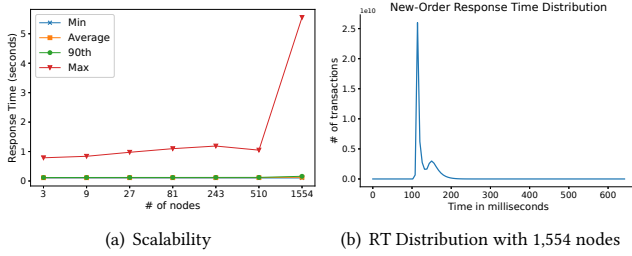 Min
Average
90th
Max
Response Time (seconds)
5
4
3
2
1
0
3 9 27 81 243 510 1554
# of nodes
(a) Scalability
New-Order Response Time Distribution
1e10
# of transactions
2.5
2.0
1.5
1.0
0.5
0.0
0 100 200 300 400 500 600
Time in milliseconds
(b) RT Distribution with 1,554 nodes